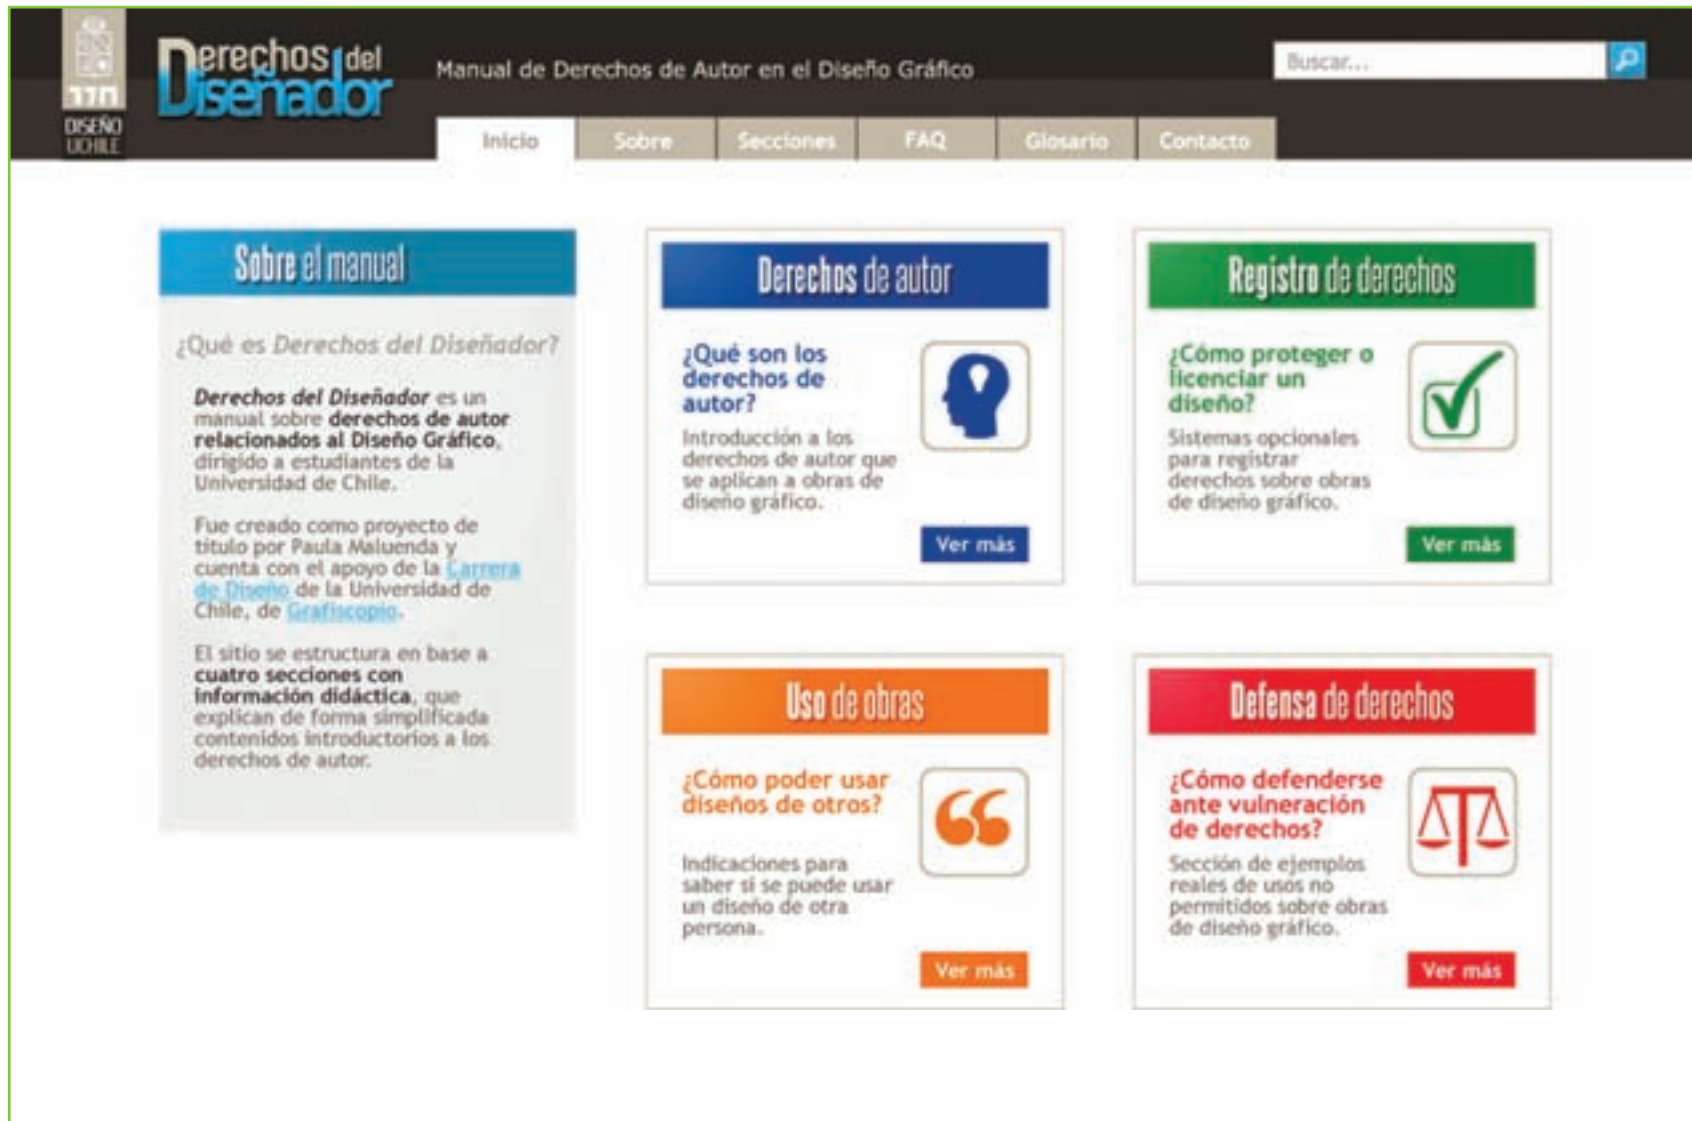 Derechos del
Diseñador
Manual de Derechos de Autor en el Diseño Gráfico
Buscar...
DISEÑO
UCHILE
Inicio
Sobre
Secciones
FAQ
Glosario
Contacto
Sobre el manual
¿Qué es Derechos del Diseñador?
Derechos del Diseñador es un
manual sobre derechos de autor
relacionados al Diseño Gráfico,
dirigido a estudiantes de la
Universidad de Chile.
Fue creado como proyecto de
título por Paula Maluenda y
cuenta con el apoyo de la Carrera
de Diseño de la Universidad de
Chile, de Grafiscopio.
El sitio se estructura en base a
cuatro secciones con
información didáctica, que
explican de forma simplificada
contenidos introductorios a los
derechos de autor.
Derechos de autor
¿Qué son los
derechos de
autor?
Introducción a los
derechos de autor que
se aplican a obras de
diseño gráfico.
Ver más
Registro de derechos
¿Cómo proteger o
licenciar un
diseño?
Sistemas opcionales
para registrar
derechos sobre obras
de diseño gráfico.
Ver más
Uso de obras
¿Cómo poder usar
diseños de otros?
Indicaciones para
saber si se puede usar
un diseño de otra
persona.
Ver más
Defensa de derechos
¿Cómo defenderse
ante vulneración
de derechos?
Sección de ejemplos
reales de usos no
permitidos sobre obras
de diseño gráfico.
Ver más